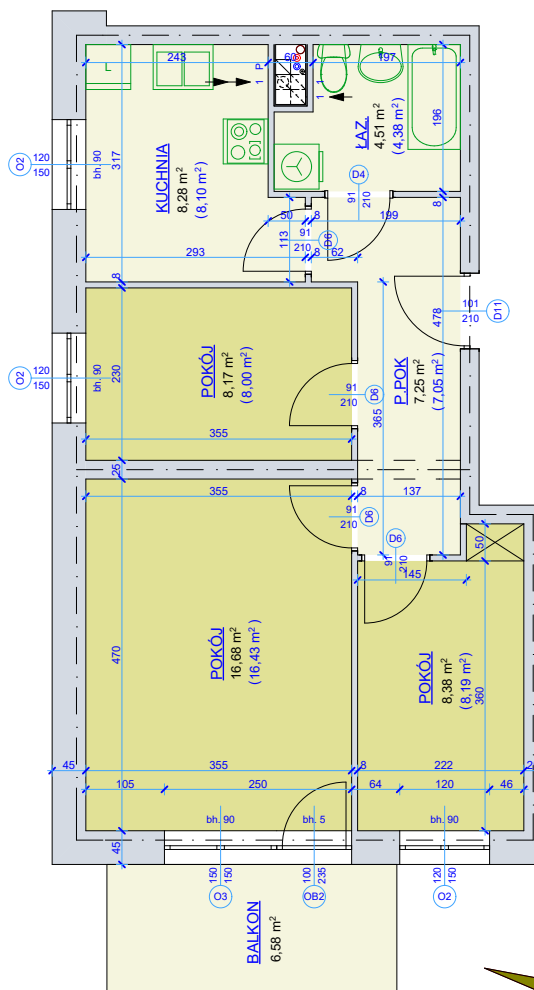 243
60
197
L
P
1
1
1
ŁAZ.
4,51 m²
(4,38 m²)
196
KUCHNIA
8,28 m²
(8,10 m²)
O2
120
150
bh. 90
317
D4
91
210
50
8
199
8
113
91
210
D6
293
8
62
8
101
210
D11
478
POKÓJ
8,17 m²
(8,00 m²)
O2
120
150
bh. 90
230
91
210
D6
P.POK
7,25 m²
(7,05 m²)
365
355
25
355
8
137
91
210
D6
D6
91
210
50
145
POKÓJ
16,68 m²
(16,43 m²)
470
POKÓJ
8,38 m²
(8,19 m²)
360
45
355
8
222
105
250
64
120
46
bh. 90
bh. 5
bh. 90
45
150
150
O3
100
235
OB2
120
150
O2
BALKON
6,58 m²